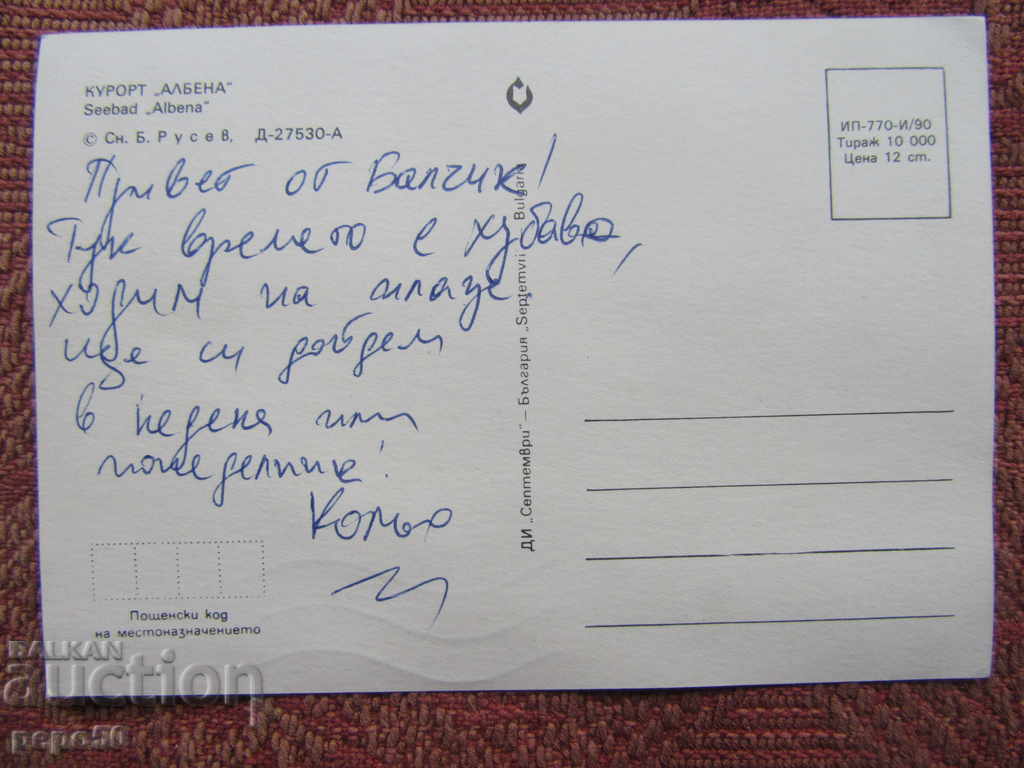 КУРОРТ „АЛБЕНА"
Seebad „Albena"
© Сн. Б. Русев, Д-27530-А
Привет от Балчик!
Тук времето е хубаво,
ходим на плаж.
ще си дойдем
в неделя или
понеделник!
Кольо
Пощенски код
на местоназначението
ДИ „Септември" – България „Septemvri" Bulgaria
ИП-770-И/90
Тираж 10 000
Цена 12 ст.
BALKAN
auction
pepo50